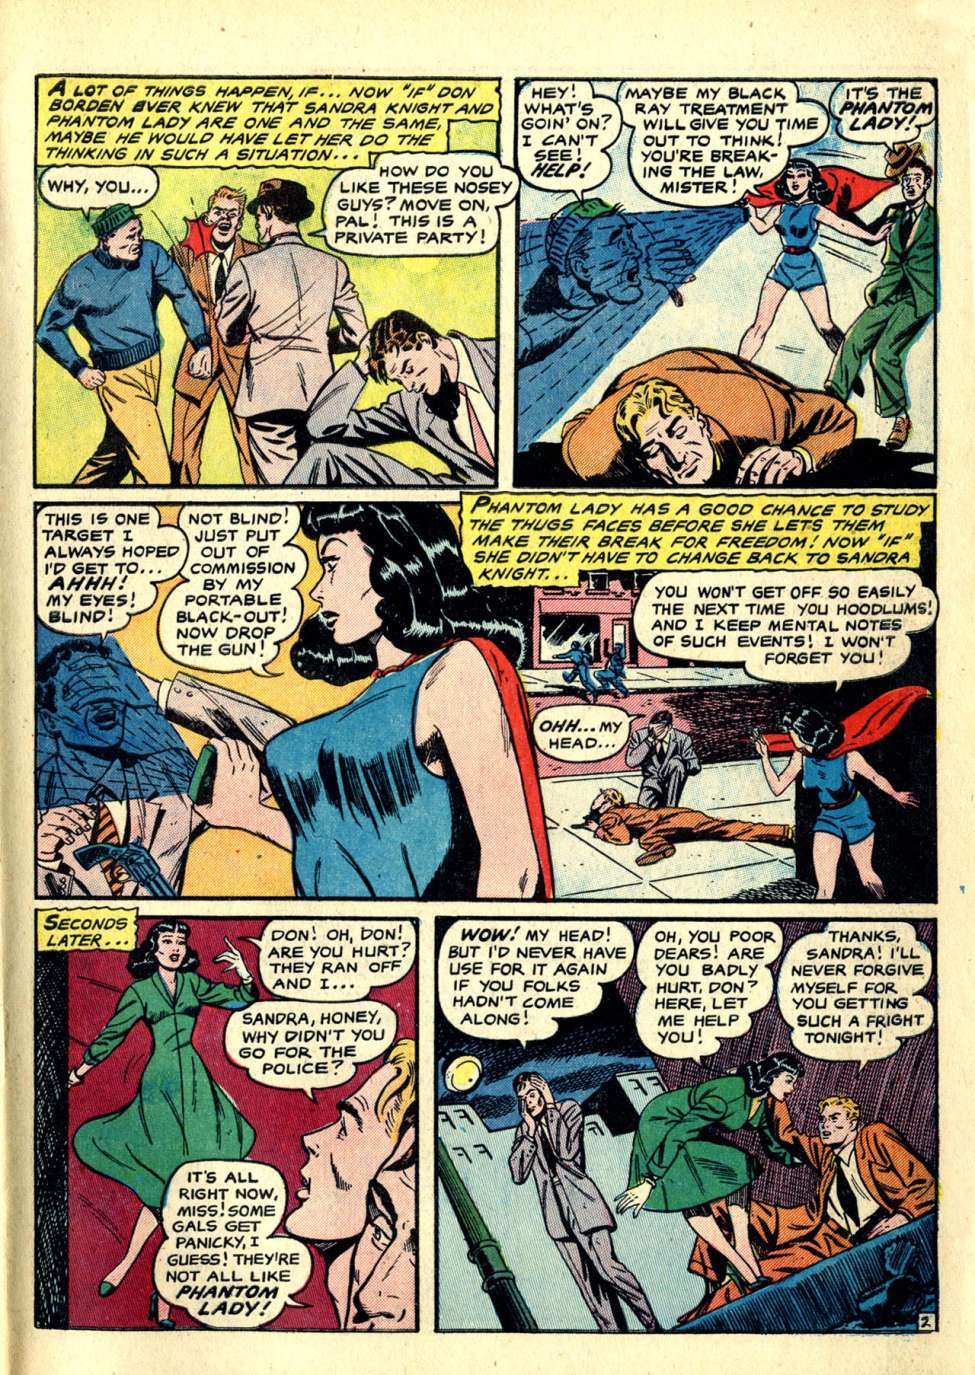 A LOT OF THINGS HAPPEN, IF... NOW "IF" DON
BORDEN EVER KNEW THAT SANDRA KNIGHT AND
PHANTOM LADY ARE ONE AND THE SAME,
MAYBE HE WOULD HAVE LET HER DO THE
THINKING IN SUCH A SITUATION...
WHY, YOU...
HOW DO YOU
LIKE THESE NOSEY
GUYS? MOVE ON,
PAL! THIS IS A
PRIVATE PARTY!
HEY!
WHAT'S
GOIN' ON?
I CAN'T
SEE!
HELP!
MAYBE MY BLACK
RAY TREATMENT
WILL GIVE YOU TIME
OUT TO THINK!
YOU'RE BREAK-
ING THE LAW,
MISTER!
IT'S THE
PHANTOM
LADY!
THIS IS ONE
TARGET I
ALWAYS HOPED
I'D GET TO...
AHHH!
MY EYES!
BLIND!
NOT BLIND!
JUST PUT
OUT OF
COMMISSION
BY MY
PORTABLE
BLACK-OUT!
NOW DROP
THE GUN!
PHANTOM LADY HAS A GOOD CHANCE TO STUDY
THE THUGS FACES BEFORE SHE LETS THEM
MAKE THEIR BREAK FOR FREEDOM! NOW "IF"
SHE DIDN'T HAVE TO CHANGE BACK TO SANDRA
KNIGHT...
YOU WON'T GET OFF SO EASILY
THE NEXT TIME YOU HOODLUMS!
AND I KEEP MENTAL NOTES
OF SUCH EVENTS! I WON'T
FORGET YOU!
OHH... MY
HEAD...
SECONDS
LATER...
DON! OH, DON!
ARE YOU HURT?
THEY RAN OFF
AND I...
SANDRA, HONEY,
WHY DIDN'T YOU
GO FOR THE
POLICE?
IT'S ALL
RIGHT NOW,
MISS! SOME
GALS GET
PANICKY, I
GUESS! THEY'RE
NOT ALL LIKE
PHANTOM
LADY!
WOW! MY HEAD!
BUT I'D NEVER HAVE
USE FOR IT AGAIN
IF YOU FOLKS
HADN'T COME
ALONG!
OH, YOU POOR
DEARS! ARE
YOU BADLY
HURT, DON?
HERE, LET
ME HELP
YOU!
THANKS,
SANDRA! I'LL
NEVER FORGIVE
MYSELF FOR
YOU GETTING
SUCH A FRIGHT
TONIGHT!
2